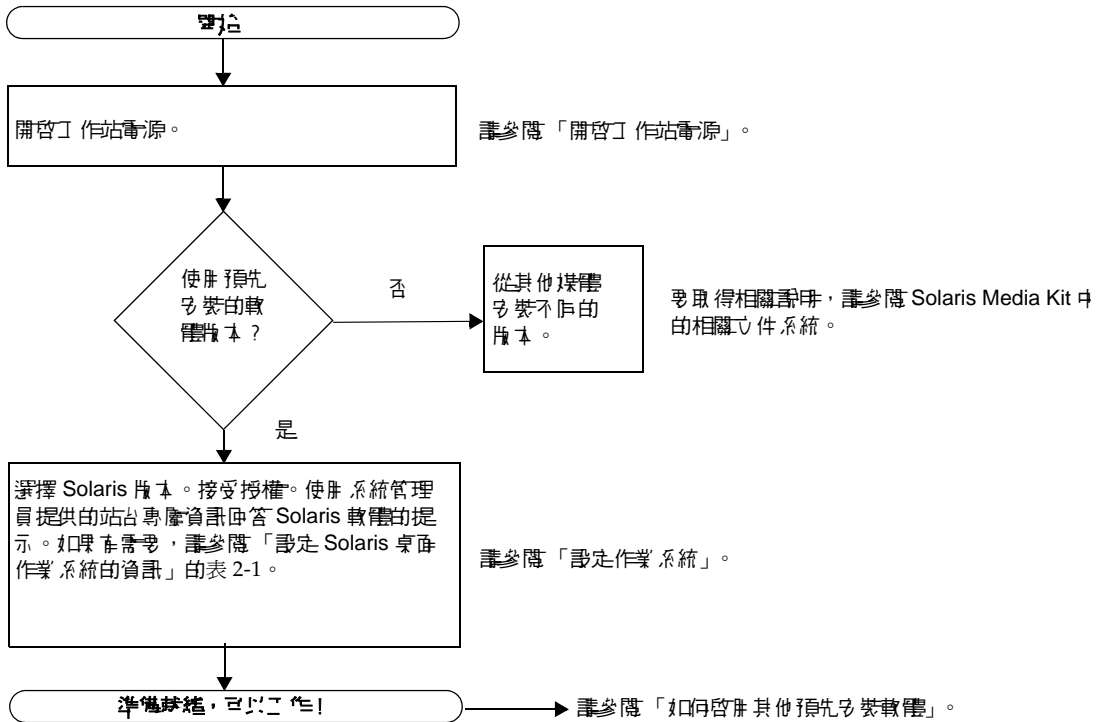 開始
開啟工作站電源。
請參閱「開啟工作站電源」。
使用預先
安裝的軟
體版本？
否
從其他媒體
安裝不同的
版本。
要取得相關說明，請參閱 Solaris Media Kit 中
的相關文件系統。
是
選擇 Solaris 版本。接受授權。使用系統管理
員提供的站台專屬資訊回答 Solaris 軟體的提
示。如果有需要，請參閱「設定 Solaris 桌面
作業系統的資訊」的表 2-1。
請參閱「設定作業系統」。
準備就緒，可以工作！
請參閱「如何啟用其他預先安裝軟體」。